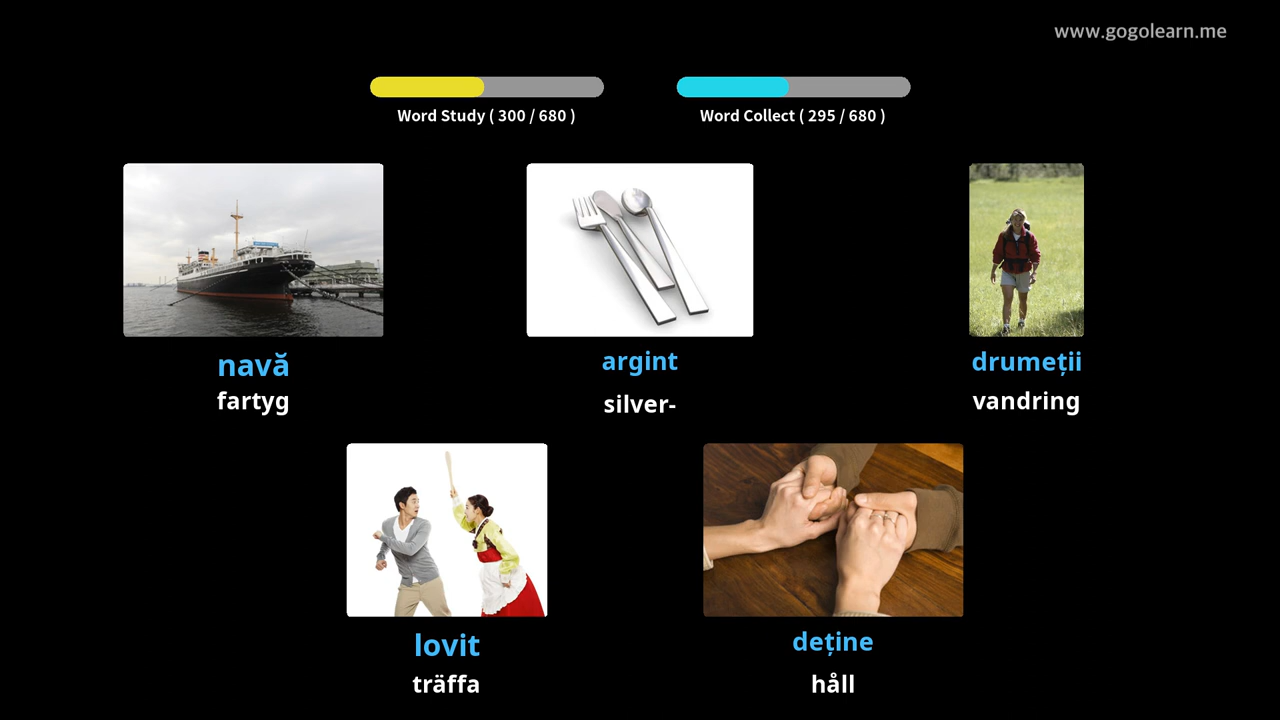 www.gogolearn.me
Word Study ( 300 / 680 )
Word Collect ( 295 / 680 )
navă
fartyg
argint
silver-
drumeții
vandring
lovit
träffa
deține
håll